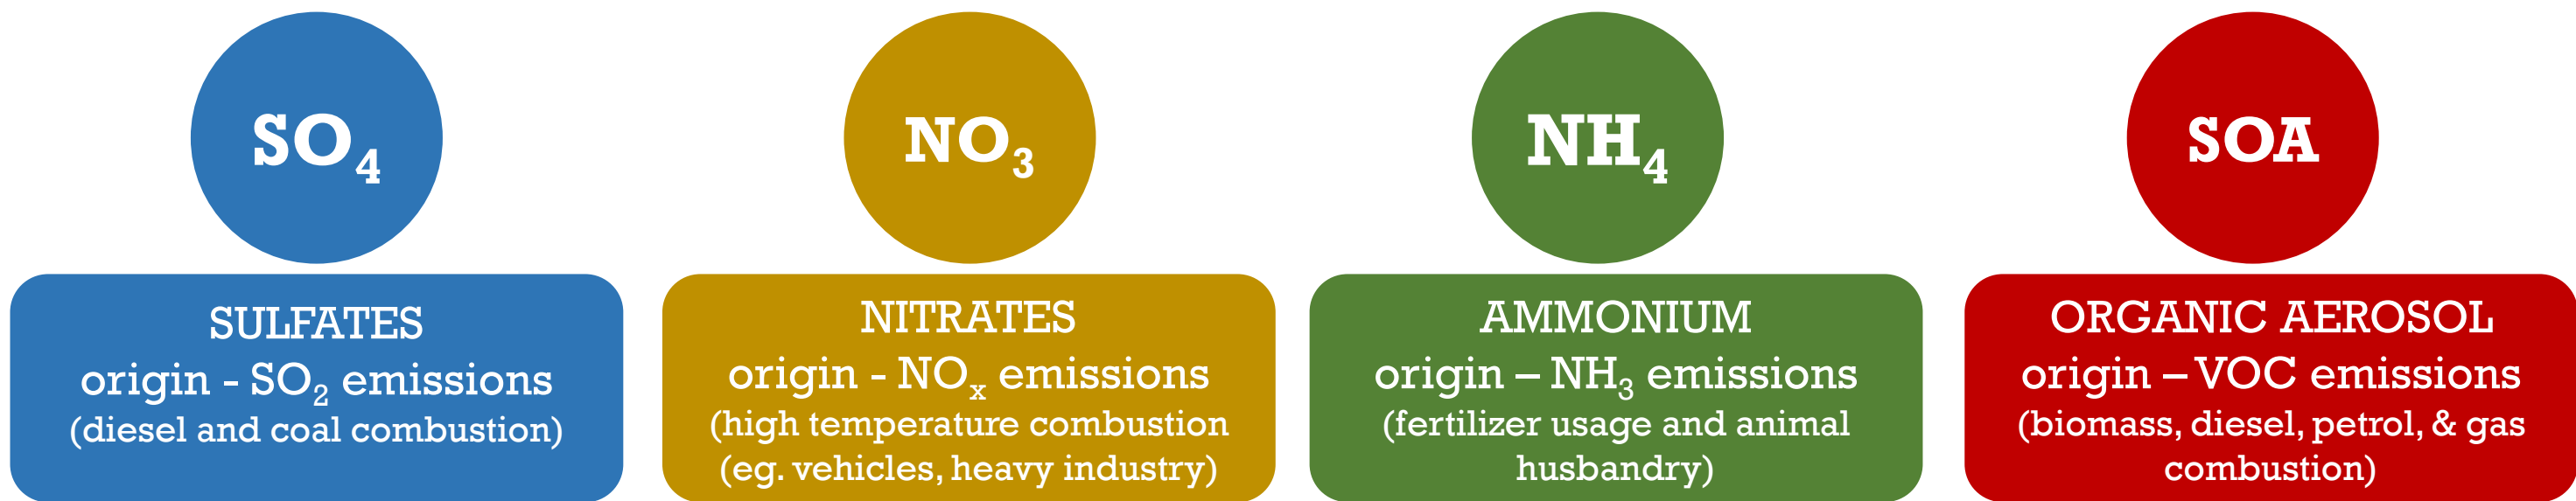 SO₄
SULFATES
origin - SO₂ emissions
(diesel and coal combustion)
NO₃
NITRATES
origin - NOₓ emissions
(high temperature combustion
(eg. vehicles, heavy industry)
NH₄
AMMONIUM
origin – NH₃ emissions
(fertilizer usage and animal
husbandry)
SOA
ORGANIC AEROSOL
origin – VOC emissions
(biomass, diesel, petrol, & gas
combustion)